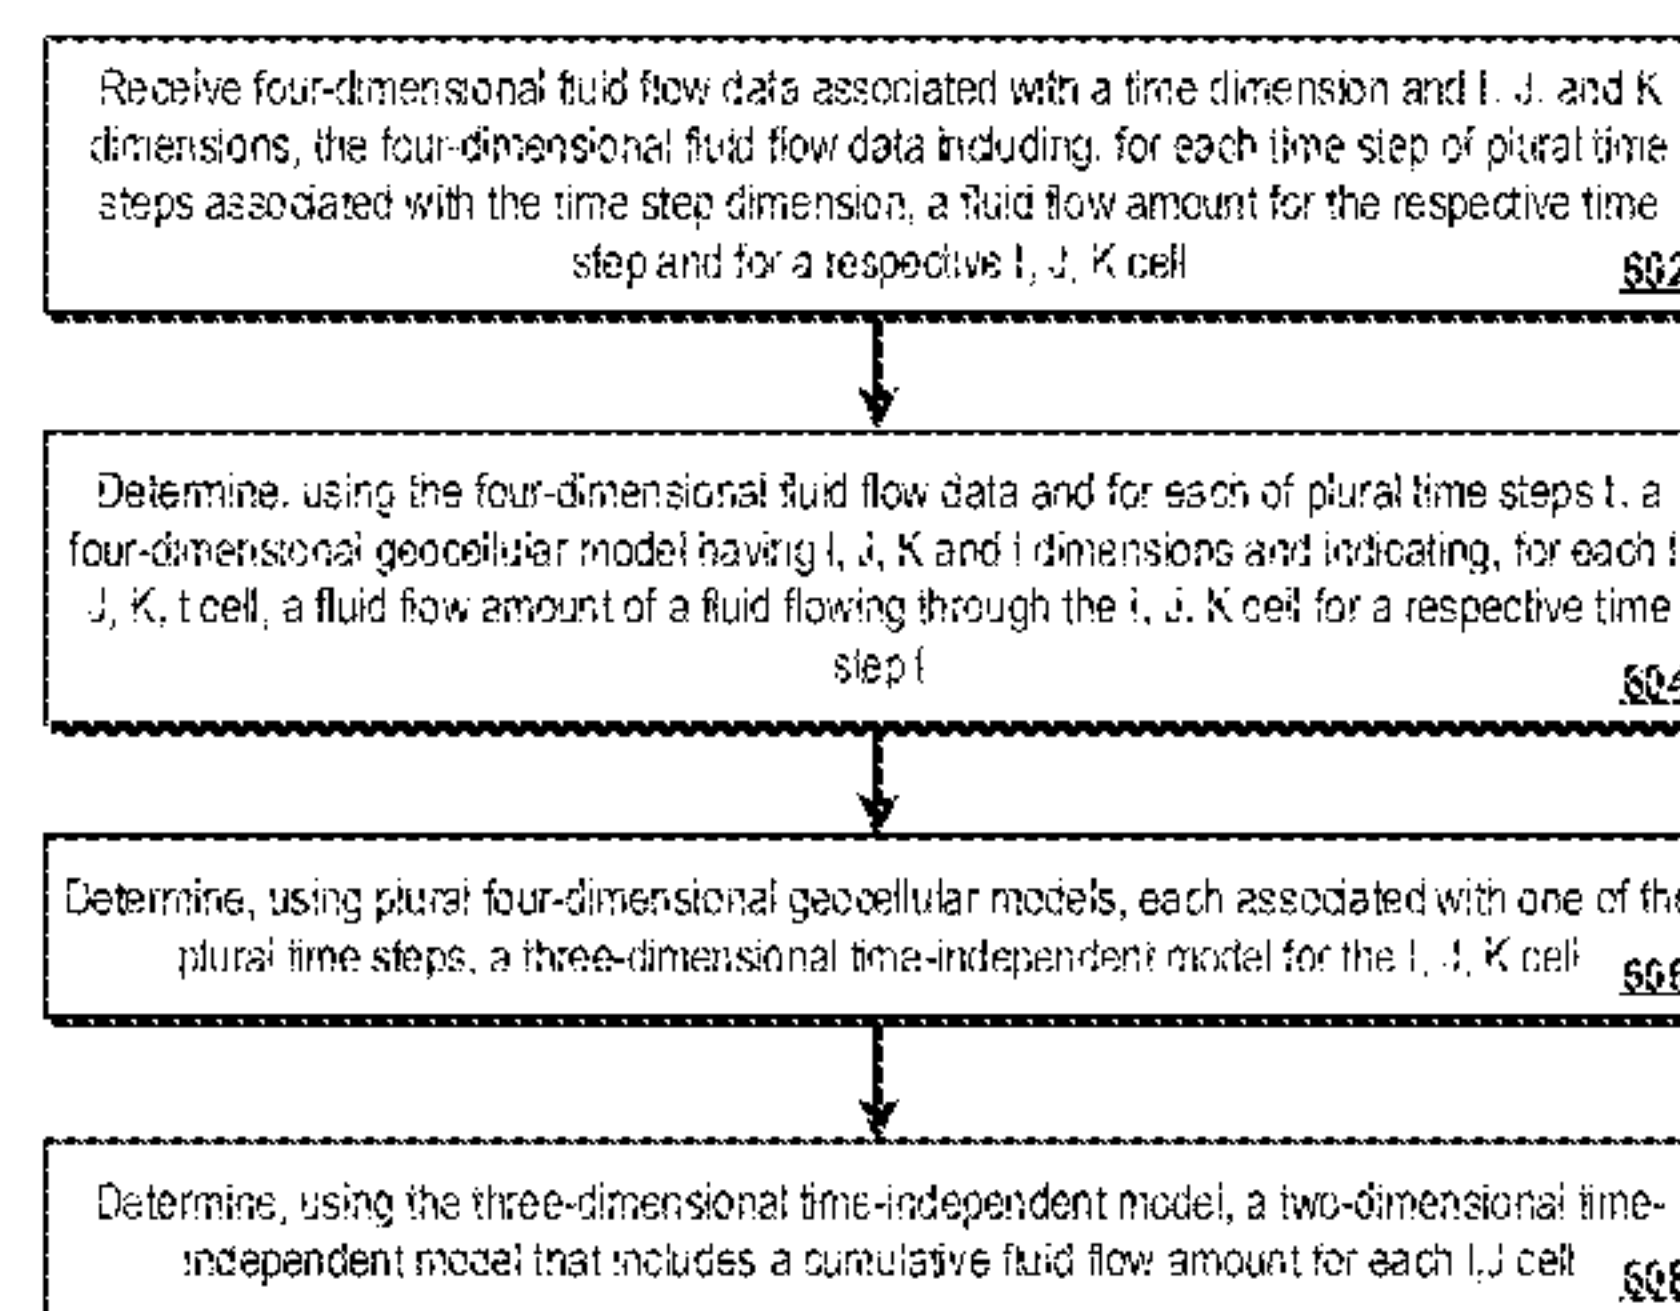 Receive four-dimensional fluid flow data associated with a time dimension and I, J, and K
dimensions, the four-dimensional fluid flow data including, for each time step of plural time
steps associated with the time step dimension, a fluid flow amount for the respective time
step and for a respective I, J, K cell
602
Determine, using the four-dimensional fluid flow data and for each of plural time steps t, a
four-dimensional geocellular model having I, J, K and t dimensions and indicating, for each I
J, K, t cell, a fluid flow amount of a fluid flowing through the I, J, K cell for a respective time
step t
604
Determine, using plural four-dimensional geocellular models, each associated with one of the
plural time steps, a three-dimensional time-independent model for the I, J, K cell
606
Determine, using the three-dimensional time-independent model, a two-dimensional time-
independent model that includes a cumulative fluid flow amount for each I,J cell
608